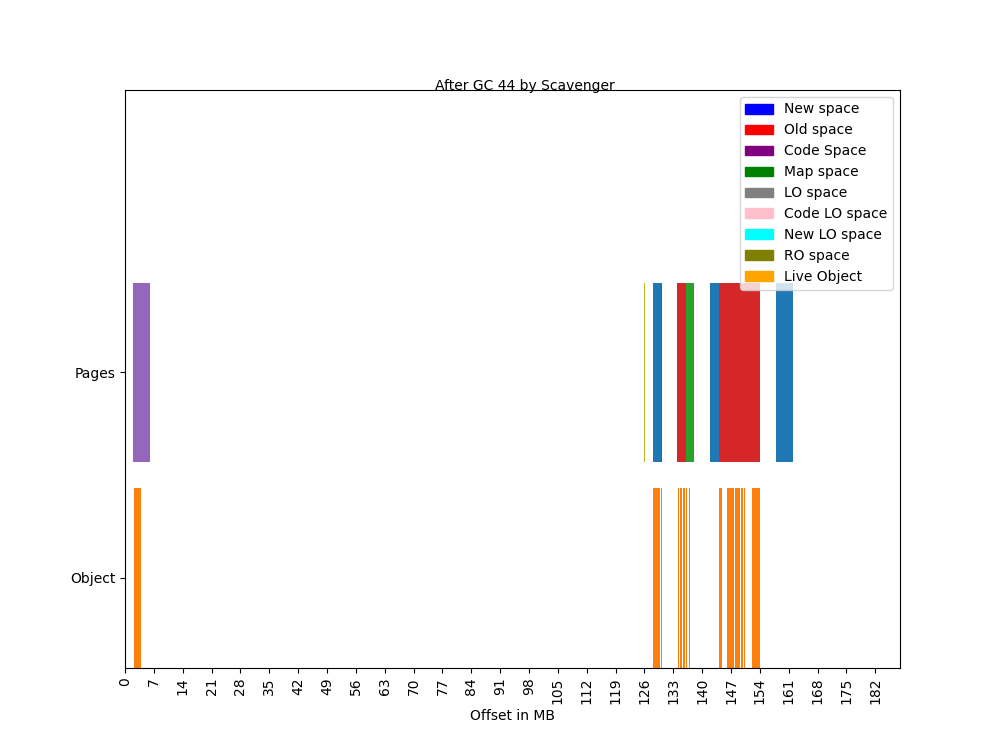 After GC 44 by Scavenger
New space
Old space
Code Space
Map space
LO space
Code LO space
New LO space
RO space
Live Object
Pages
Object
0 7 14 21 28 35 42 49 56 63 70 77 84 91 98 105 112 119 126 133 140 147 154 161 168 175 182
Offset in MB